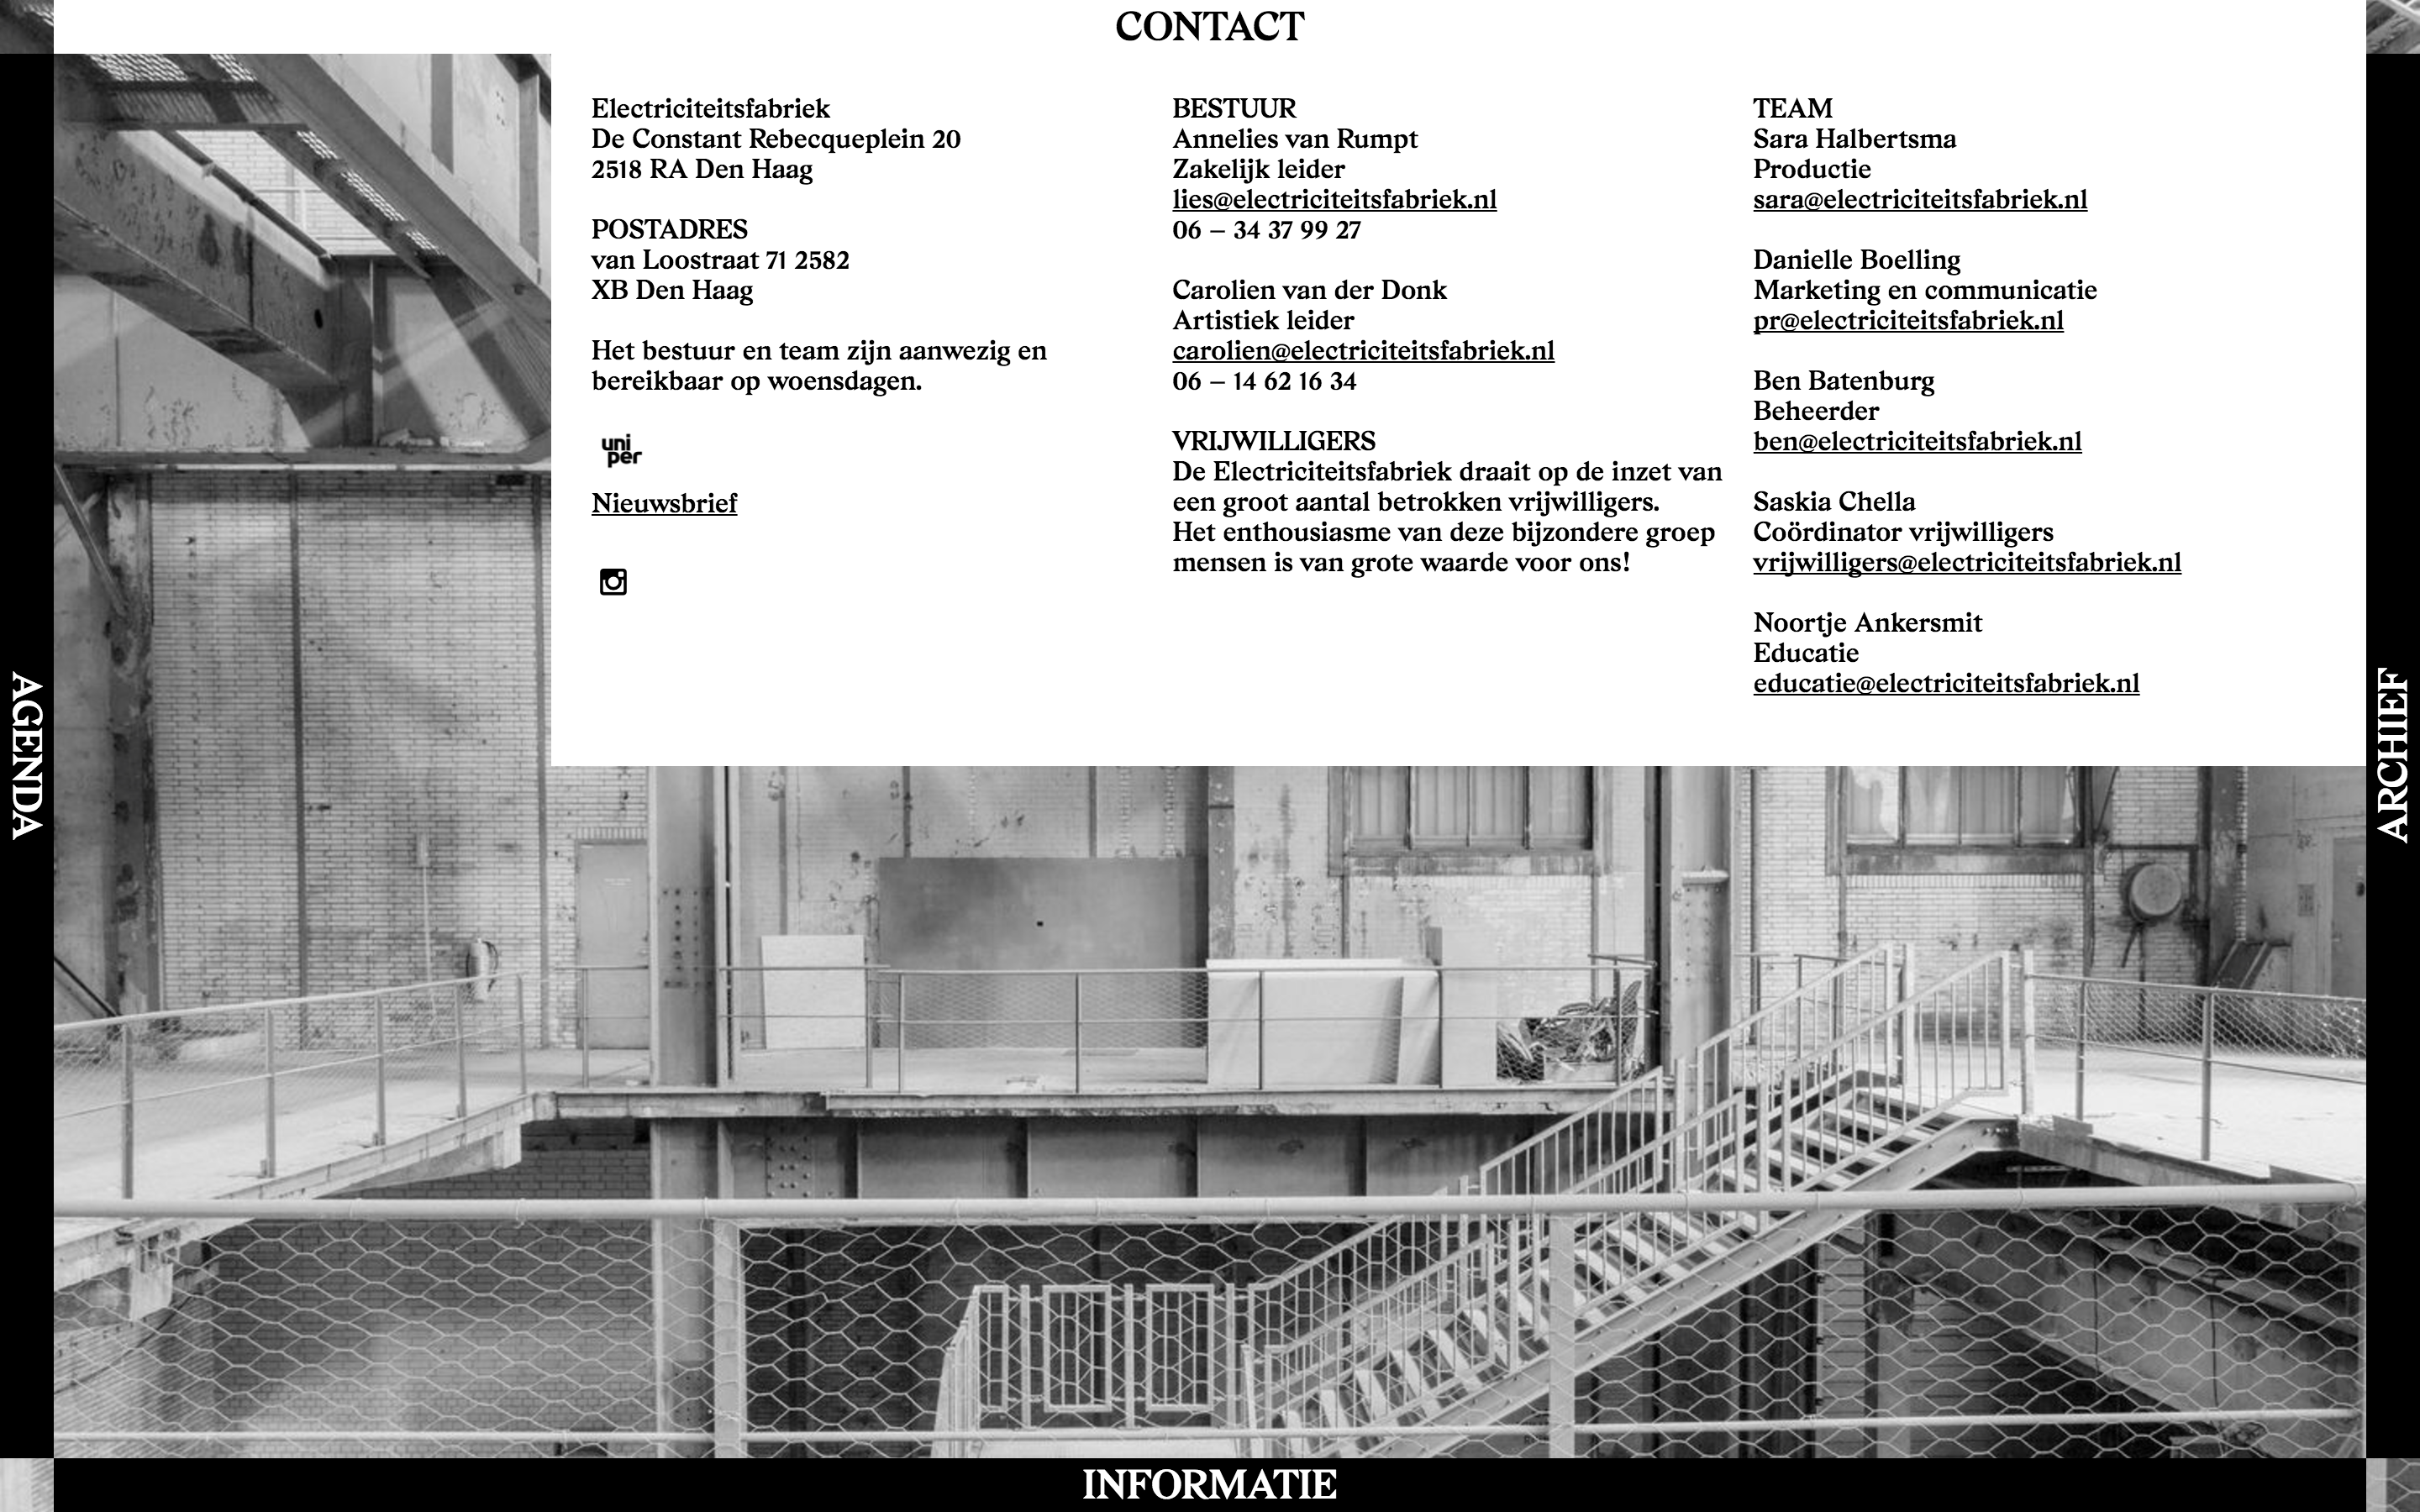 CONTACT
Electriciteitsfabriek
De Constant Rebecqueplein 20
2518 RA Den Haag
POSTADRES
van Loostraat 71 2582
XB Den Haag
Het bestuur en team zijn aanwezig en
bereikbaar op woensdagen.
uni
per
Nieuwsbrief
BESTUUR
Annelies van Rumpt
Zakelijk leider
lies@electriciteitsfabriek.nl
06 – 34 37 99 27
Carolien van der Donk
Artistiek leider
carolien@electriciteitsfabriek.nl
06 – 14 62 16 34
VRIJWILLIGERS
De Electriciteitsfabriek draait op de inzet van
een groot aantal betrokken vrijwilligers.
Het enthousiasme van deze bijzondere groep
mensen is van grote waarde voor ons!
TEAM
Sara Halbertsma
Productie
sara@electriciteitsfabriek.nl
Danielle Boelling
Marketing en communicatie
pr@electriciteitsfabriek.nl
Ben Batenburg
Beheerder
ben@electriciteitsfabriek.nl
Saskia Chella
Coördinator vrijwilligers
vrijwilligers@electriciteitsfabriek.nl
Noortje Ankersmit
Educatie
educatie@electriciteitsfabriek.nl
AGENDA
ARCHIEF
INFORMATIE